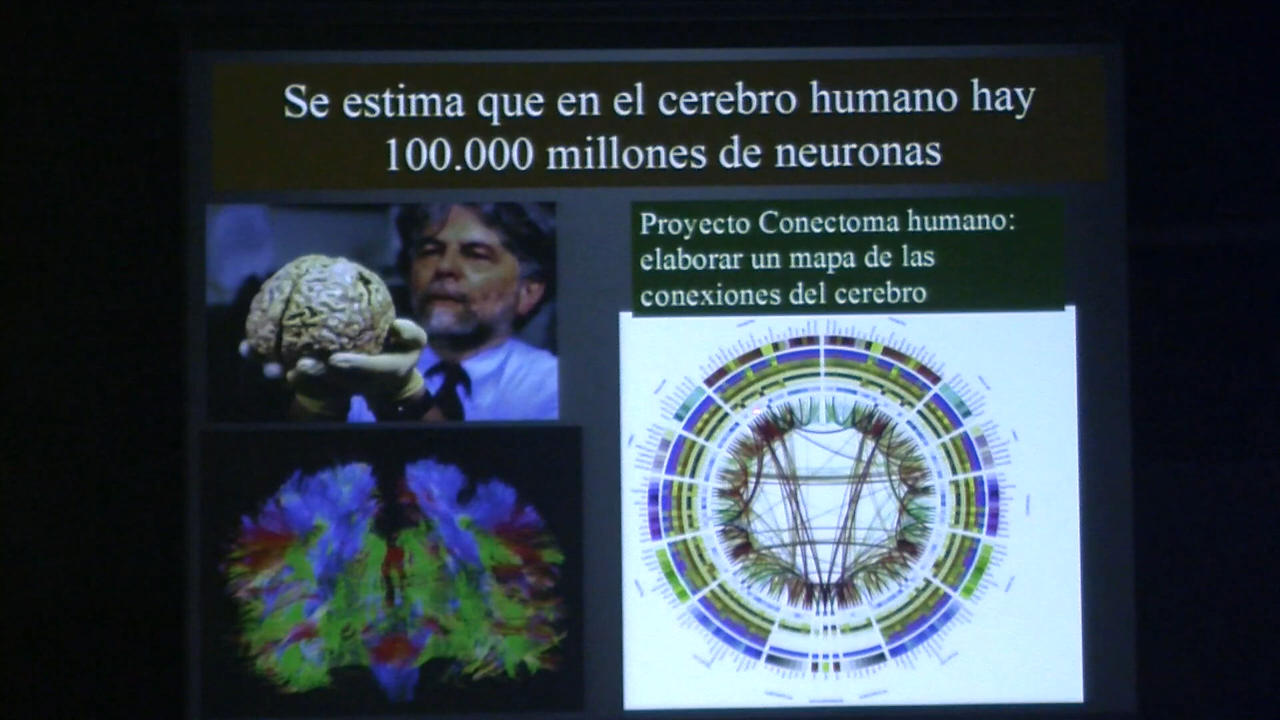 Se estima que en el cerebro humano hay
100.000 millones de neuronas
Proyecto Conectoma humano:
elaborar un mapa de las
conexiones del cerebro